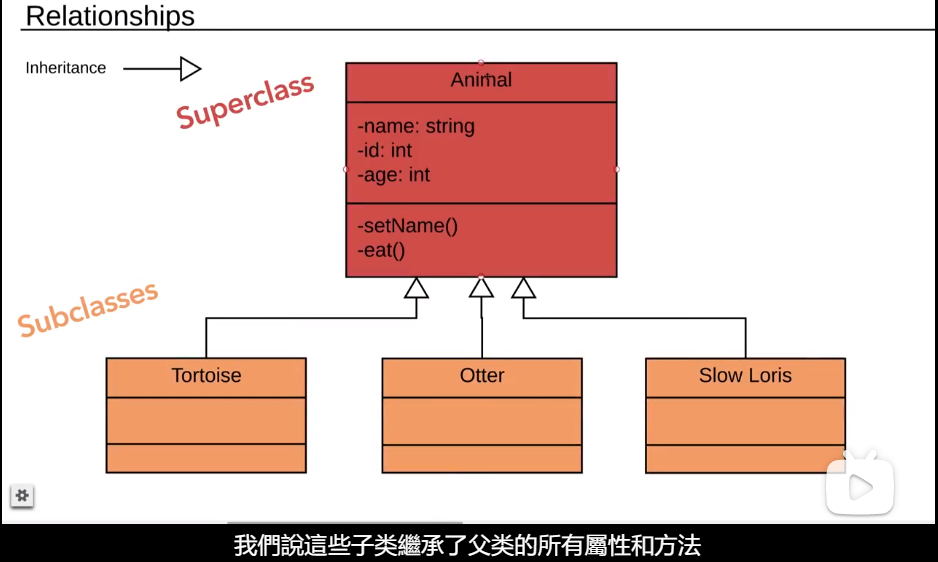 Relationships
Inheritance
Superclass
Animal
-name: string
-id: int
-age: int
-setName()
-eat()
Subclasses
Tortoise
Otter
Slow Loris
我們說這些子类繼承了父类的所有屬性和方法